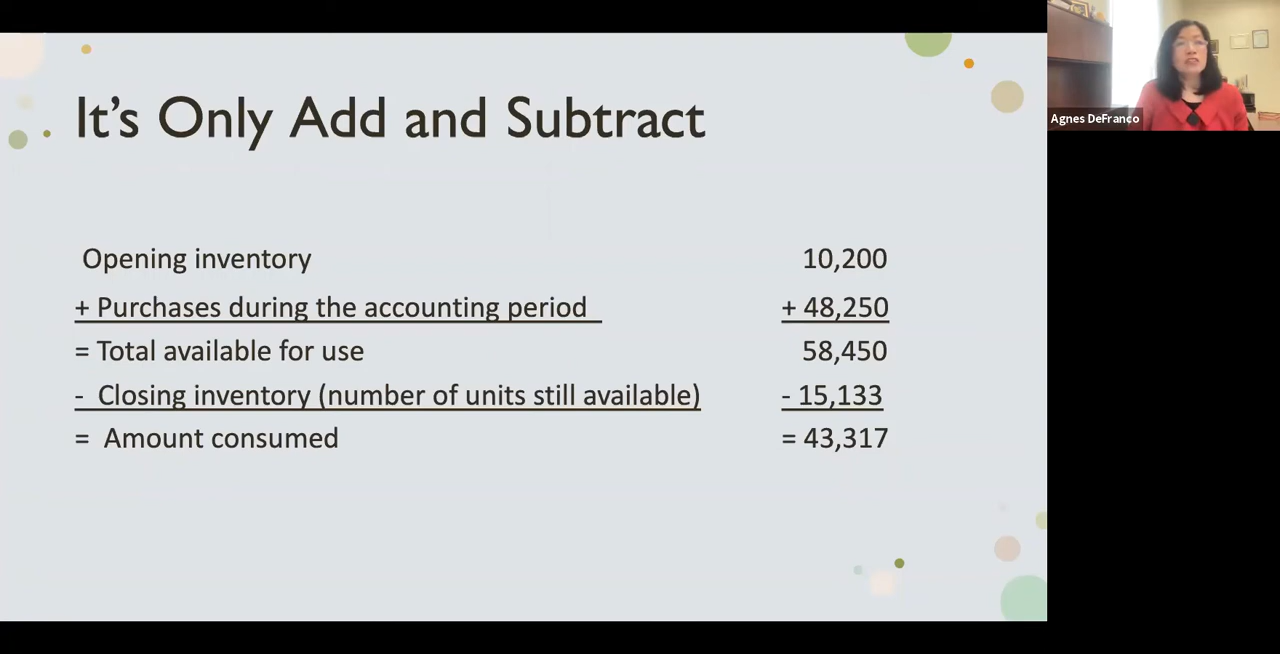 It's Only Add and Subtract
Opening inventory 10,200
+ Purchases during the accounting period + 48,250
= Total available for use 58,450
- Closing inventory (number of units still available) - 15,133
= Amount consumed = 43,317
Agnes DeFranco